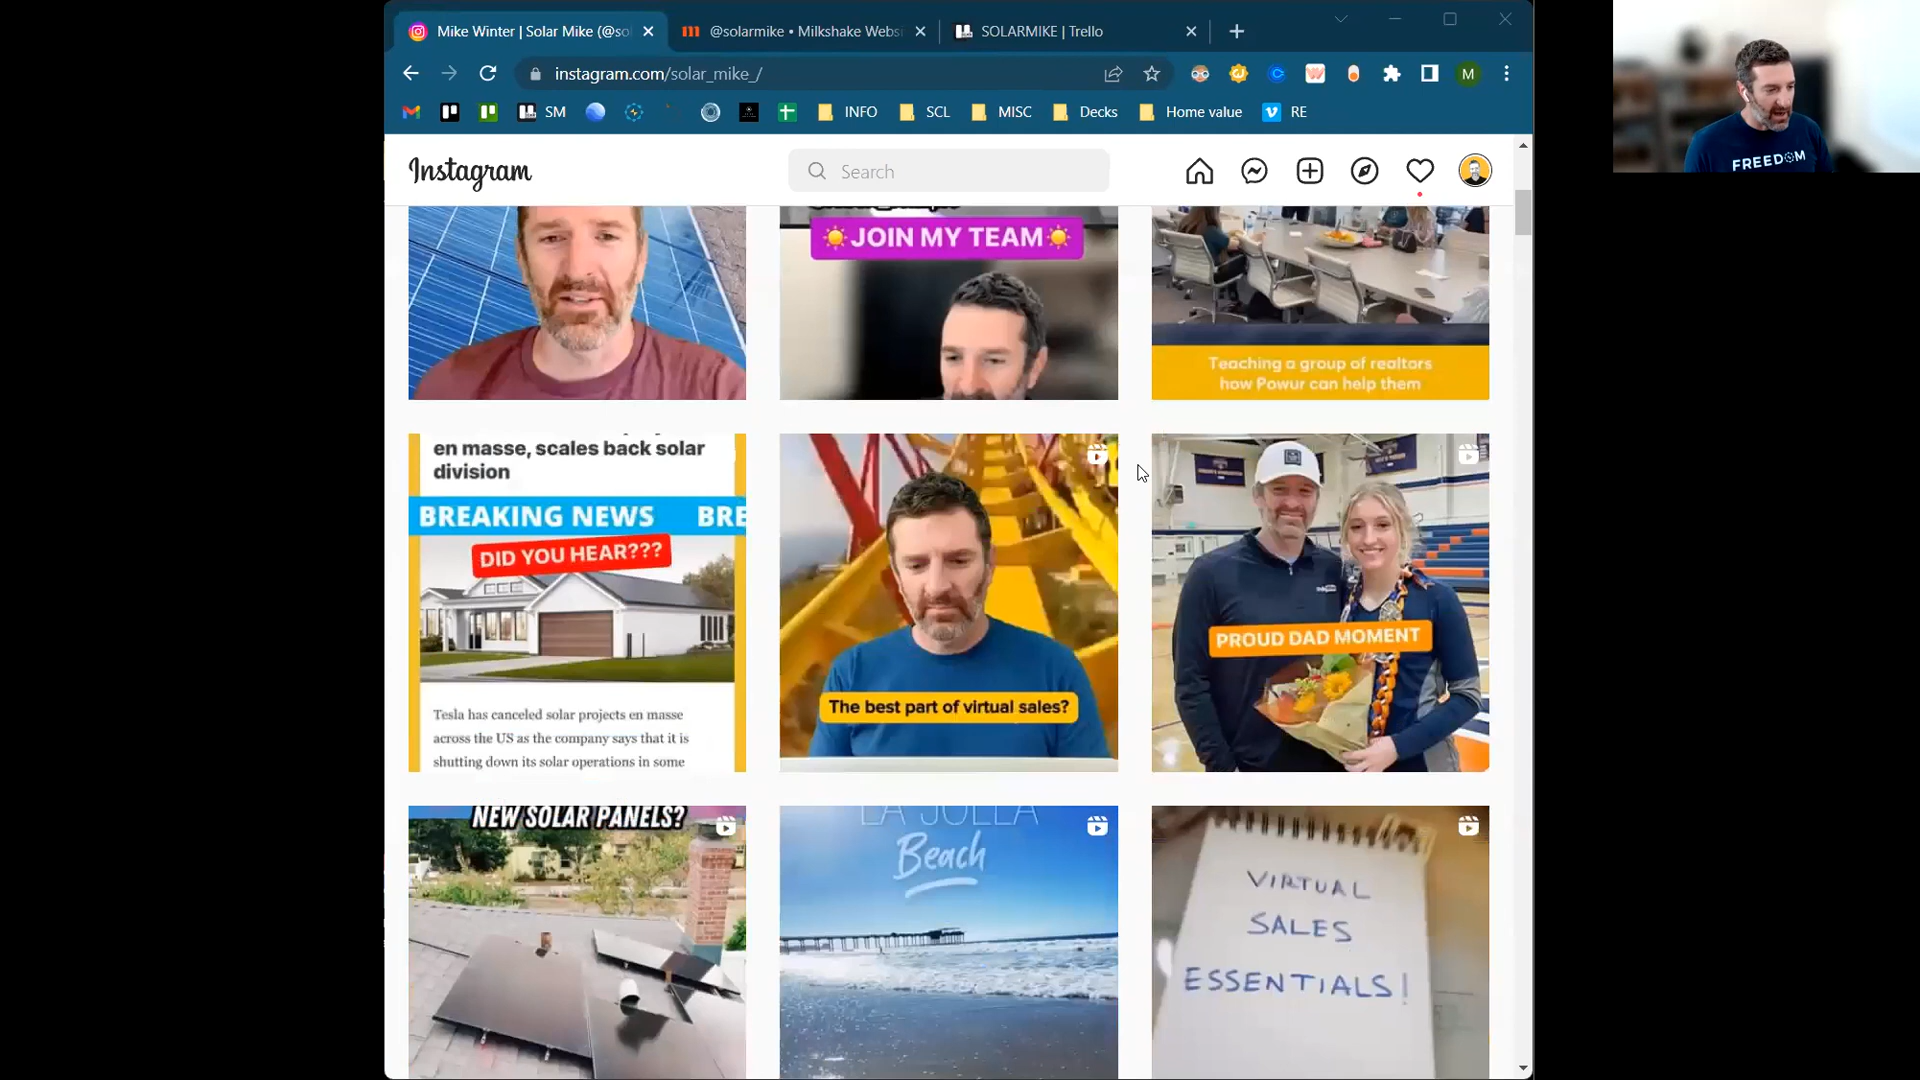 Mike Winter | Solar Mike (@so
@solarmike • Milkshake Webs
SOLARMIKE | Trello
instagram.com/solar_mike_/
M
SM
INFO
SCL
MISC
Decks
Home value
RE
FREEDOM
Instagram
Search
JOIN MY TEAM
Teaching a group of realtors
how Powur can help them
en masse, scales back solar
division
BREAKING NEWS BRE
DID YOU HEAR???
Tesla has canceled solar projects en masse
across the US as the company says that it is
shutting down its solar operations in some
The best part of virtual sales?
PROUD DAD MOMENT
NEW SOLAR PANELS?
LA JOLLA
Beach
VIRTUAL
SALES
ESSENTIALS!